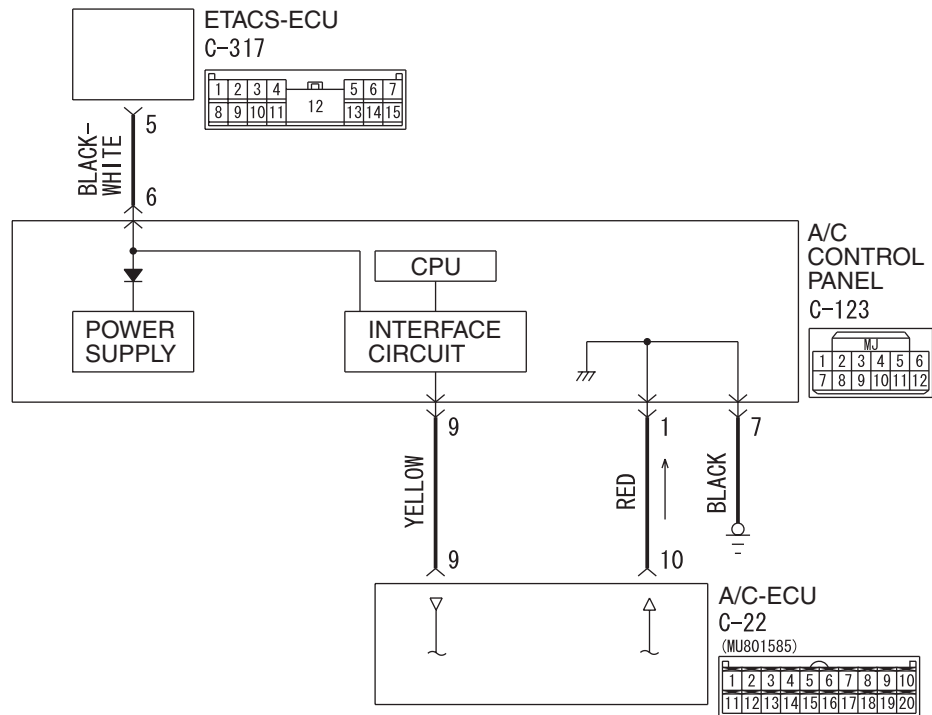 ETACS-ECU
C-317
1 2 3 4 5 6 7
8 9 10 11 12 13 14 15
5
BLACK-
WHITE
6
A/C
CONTROL
PANEL
C-123
MJ
1 2 3 4 5 6
7 8 9 10 11 12
CPU
POWER
SUPPLY
INTERFACE
CIRCUIT
9
1
7
YELLOW
RED
BLACK
9
10
A/C-ECU
C-22
(MU801585)
1 2 3 4 5 6 7 8 9 10
11 12 13 14 15 16 17 18 19 20